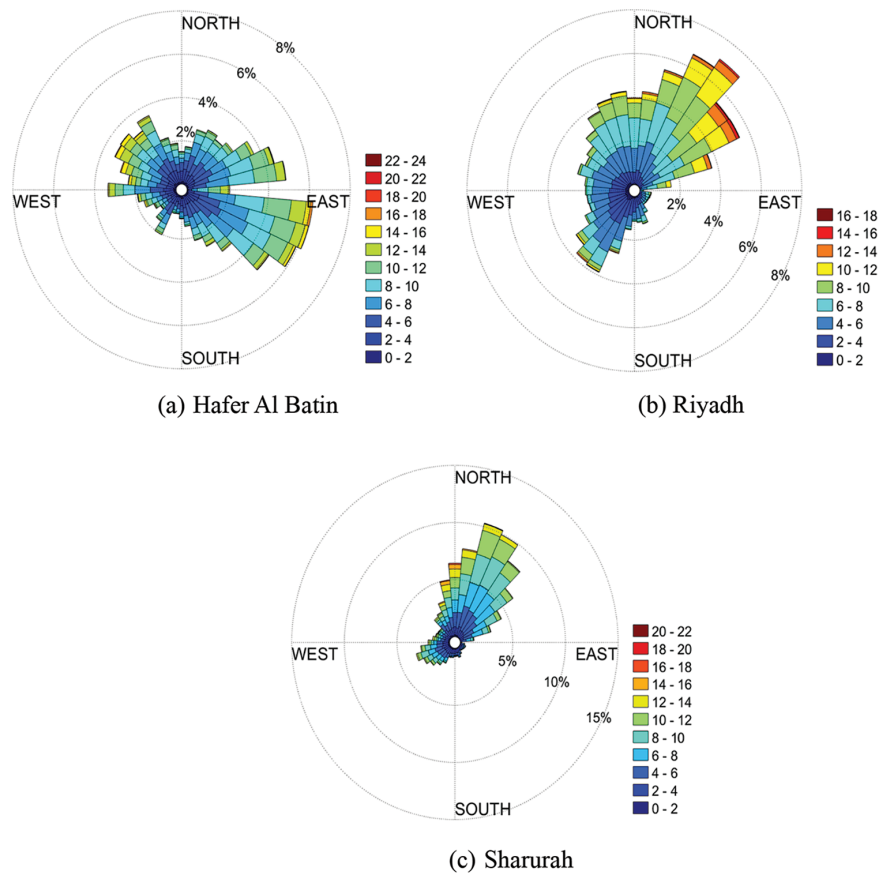 NORTH
8%
6%
4%
2%
WEST
EAST
SOUTH
22 - 24
20 - 22
18 - 20
16 - 18
14 - 16
12 - 14
10 - 12
8 - 10
6 - 8
4 - 6
2 - 4
0 - 2
(a) Hafer Al Batin
NORTH
WEST
EAST
2%
4%
6%
8%
SOUTH
16 - 18
14 - 16
12 - 14
10 - 12
8 - 10
6 - 8
4 - 6
2 - 4
0 - 2
(b) Riyadh
NORTH
WEST
EAST
5%
10%
15%
SOUTH
20 - 22
18 - 20
16 - 18
14 - 16
12 - 14
10 - 12
8 - 10
6 - 8
4 - 6
2 - 4
0 - 2
(c) Sharurah